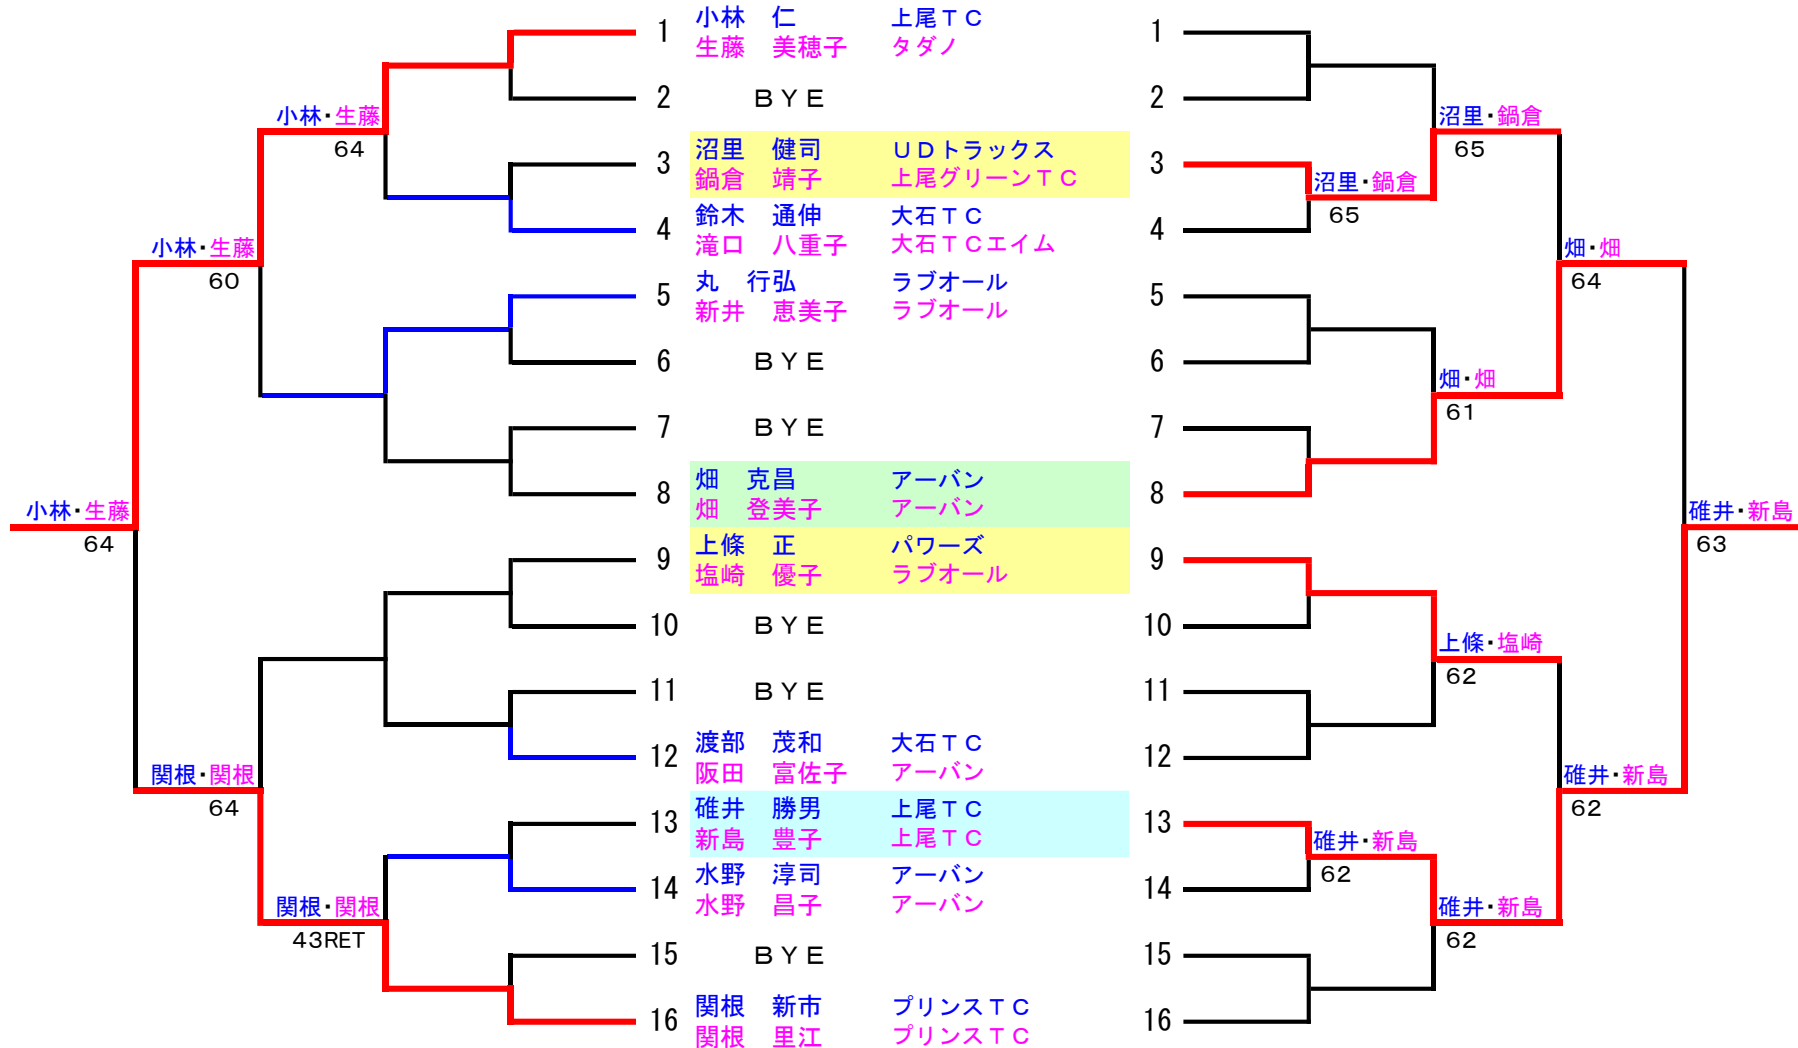 1 小林 仁 上尾ＴＣ 1
生藤 美穂子 タダノ
2 ＢＹＥ 2
小林・生藤 沼里・鍋倉
64 65
3 沼里 健司 ＵＤトラックス 3
鍋倉 靖子 上尾グリーンＴＣ 沼里・鍋倉
65
4 鈴木 通伸 大石ＴＣ 4
滝口 八重子 大石ＴＣエイム
小林・生藤 畑・畑
60 64
5 丸 行弘 ラブオール 5
新井 恵美子 ラブオール
6 ＢＹＥ 6
畑・畑
61
7 ＢＹＥ 7
8 畑 克昌 アーバン 8
畑 登美子 アーバン
小林・生藤 碓井・新島
64 63
9 上條 正 パワーズ 9
塩崎 優子 ラブオール
10 ＢＹＥ 10
上條・塩崎
62
11 ＢＹＥ 11
12 渡部 茂和 大石ＴＣ 12
阪田 富佐子 アーバン
関根・関根 碓井・新島
64 62
13 碓井 勝男 上尾ＴＣ 13
新島 豊子 上尾ＴＣ 碓井・新島
62
14 水野 淳司 アーバン 14
水野 昌子 アーバン
関根・関根 碓井・新島
43RET 62
15 ＢＹＥ 15
16 関根 新市 プリンスＴＣ 16
関根 里江 プリンスＴＣ